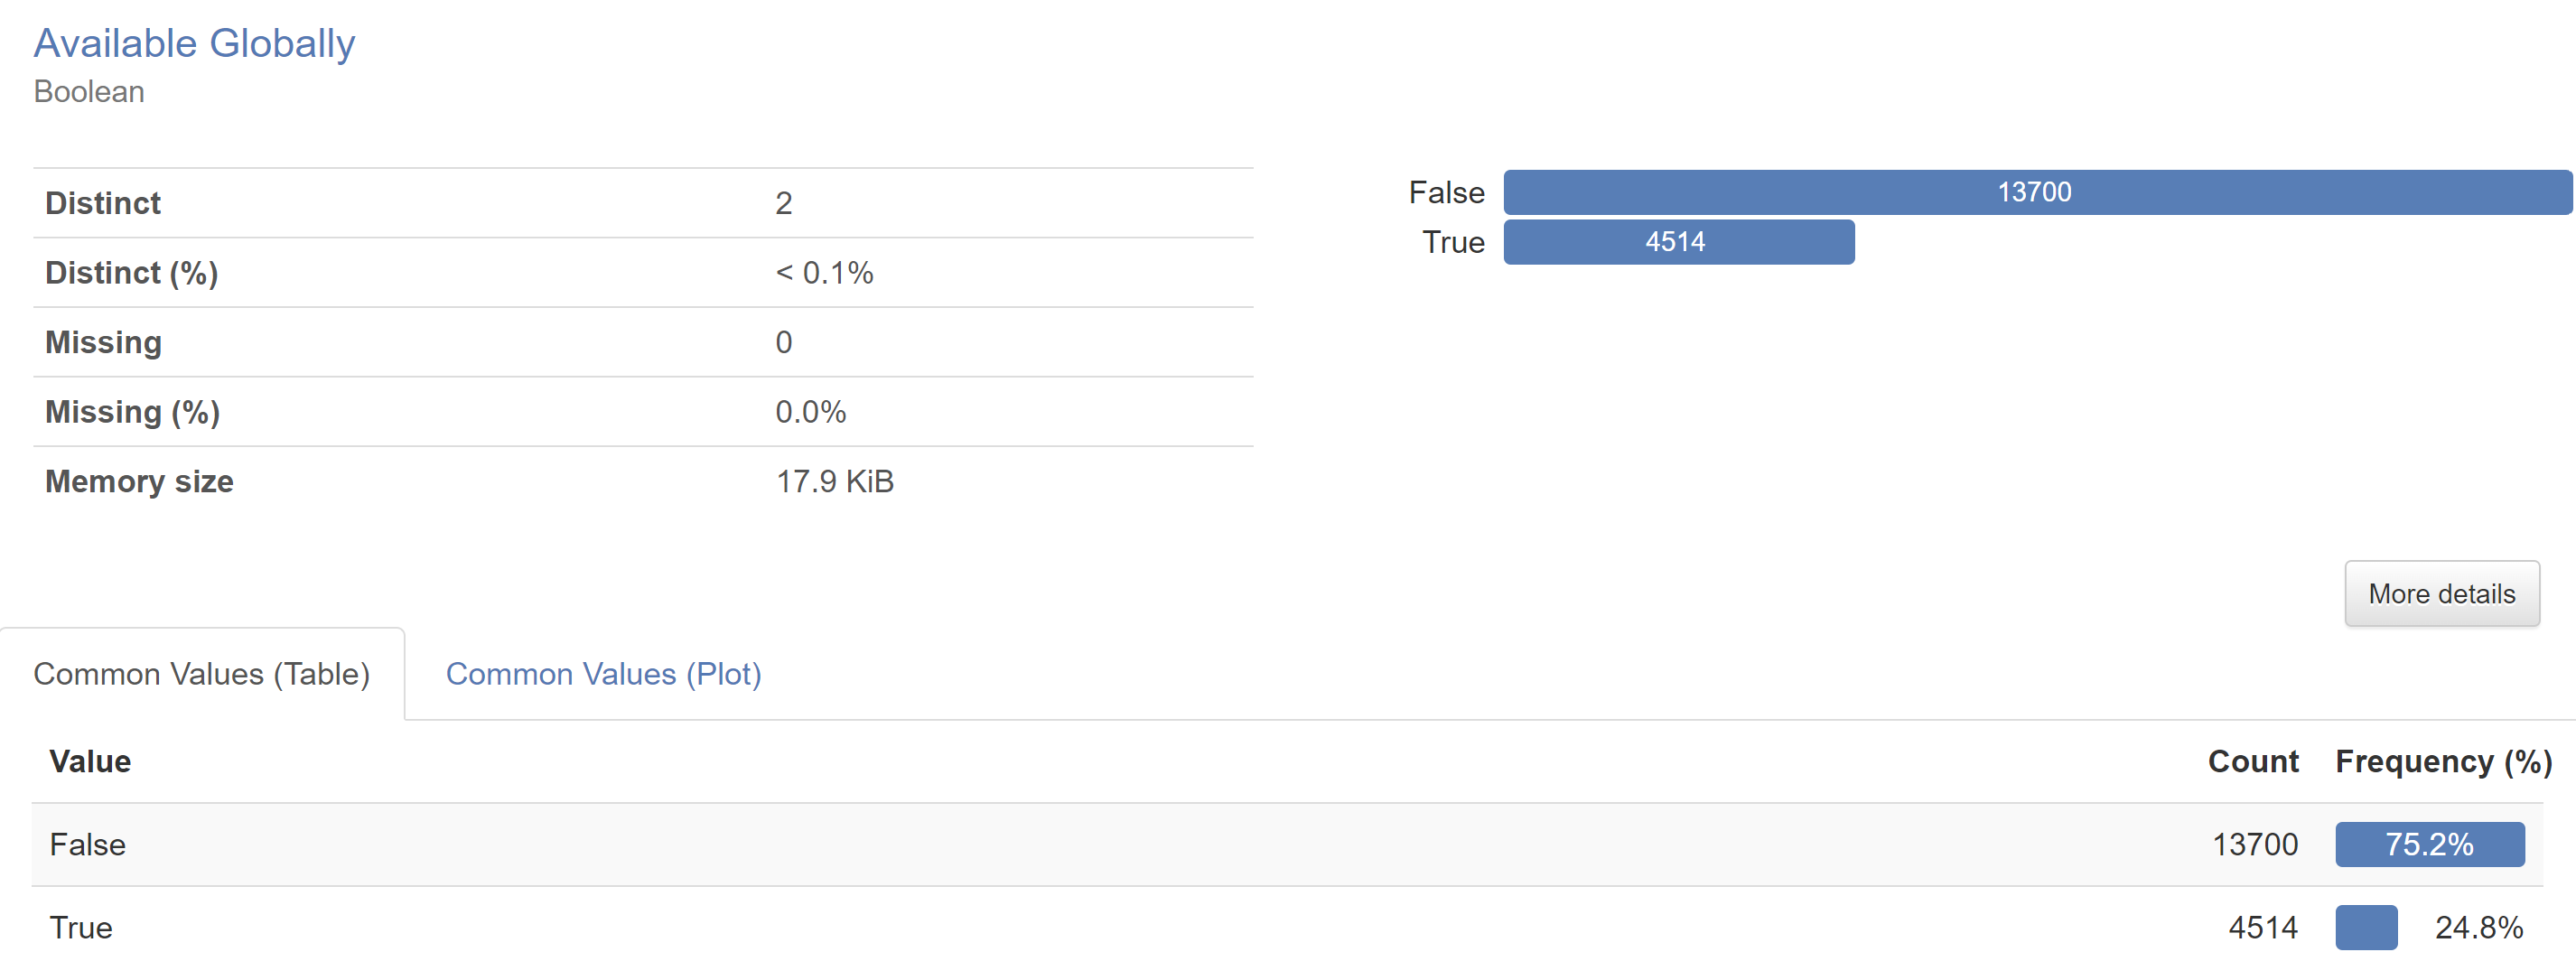 Available Globally
Boolean
Distinct 2
Distinct (%) < 0.1%
Missing 0
Missing (%) 0.0%
Memory size 17.9 KiB
False 13700
True 4514
More details
Common Values (Table) Common Values (Plot)
Value Count Frequency (%)
False 13700 75.2%
True 4514 24.8%